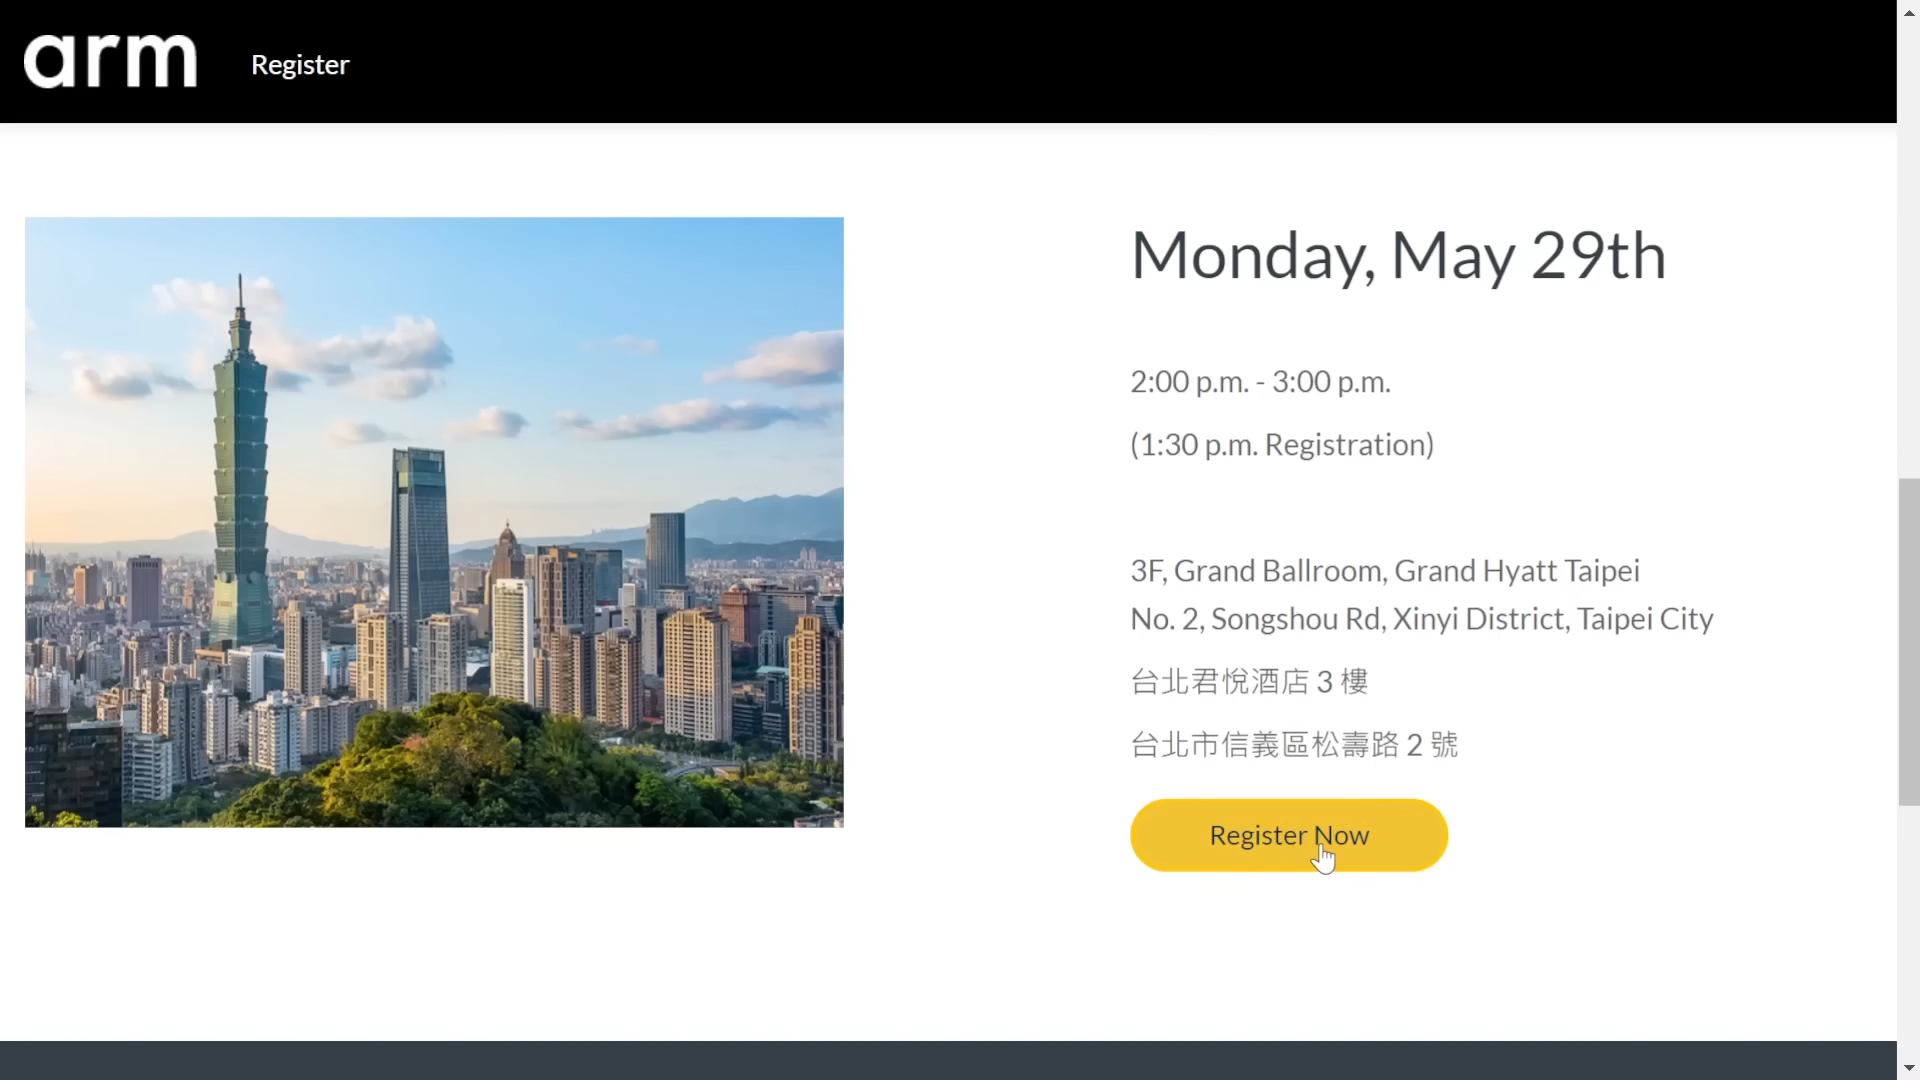 arm
Register
Monday, May 29th
2:00 p.m. - 3:00 p.m.
(1:30 p.m. Registration)
3F, Grand Ballroom, Grand Hyatt Taipei
No. 2, Songshou Rd, Xinyi District, Taipei City
台北君悅酒店 3 樓
台北市信義區松壽路 2 號
Register Now